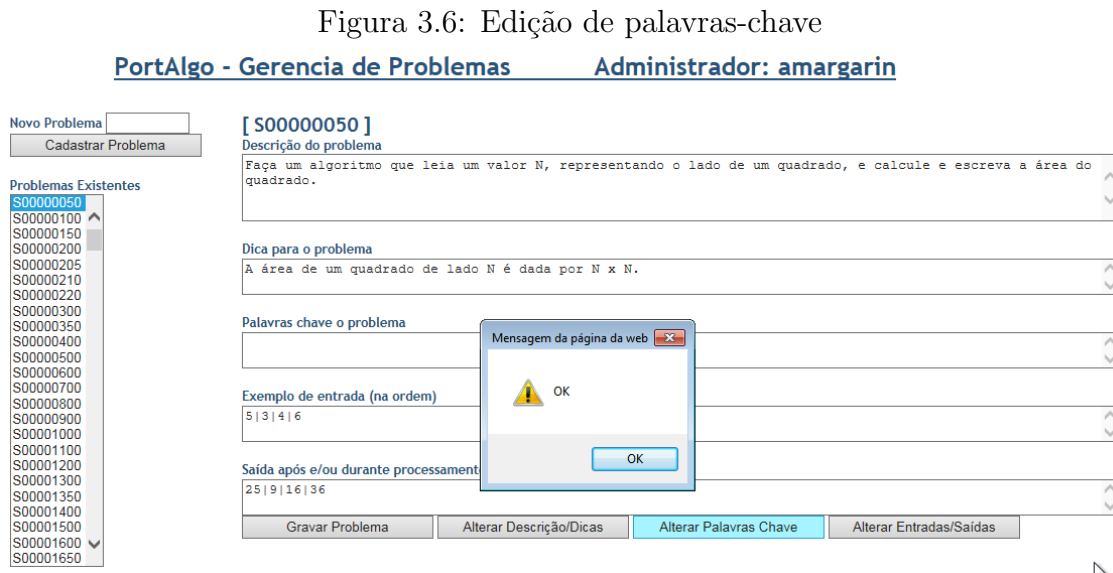 Figura 3.6: Edição de palavras-chave
PortAlgo - Gerencia de Problemas Administrador: amargarin
Novo Problema
Cadastrar Problema
Problemas Existentes
S00000050
S00000100
S00000150
S00000200
S00000205
S00000210
S00000220
S00000300
S00000350
S00000400
S00000500
S00000600
S00000700
S00000800
S00000900
S00001000
S00001100
S00001200
S00001300
S00001350
S00001400
S00001500
S00001600
S00001650
[ S00000050 ]
Descrição do problema
Faça um algoritmo que leia um valor N, representando o lado de um quadrado, e calcule e escreva a área do
quadrado.
Dica para o problema
A área de um quadrado de lado N é dada por N x N.
Palavras chave o problema
Exemplo de entrada (na ordem)
5|3|4|6
Saída após e/ou durante processament
25|9|16|36
Mensagem da página da web
OK
OK
Gravar Problema
Alterar Descrição/Dicas
Alterar Palavras Chave
Alterar Entradas/Saídas